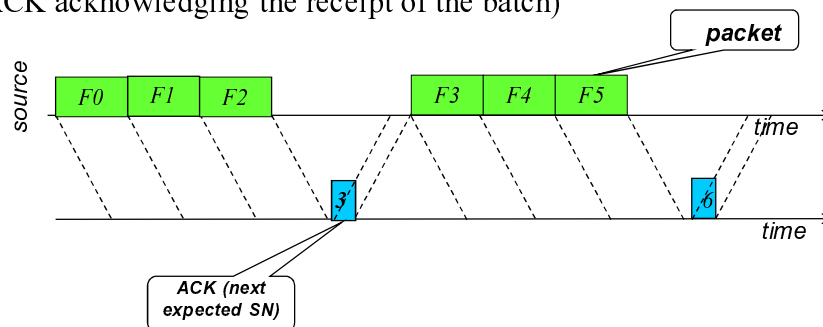 CK acknowledging the receipt of the batch)
packet
source
F0 F1 F2 F3 F4 F5
time
3 6
time
ACK (next
expected SN)